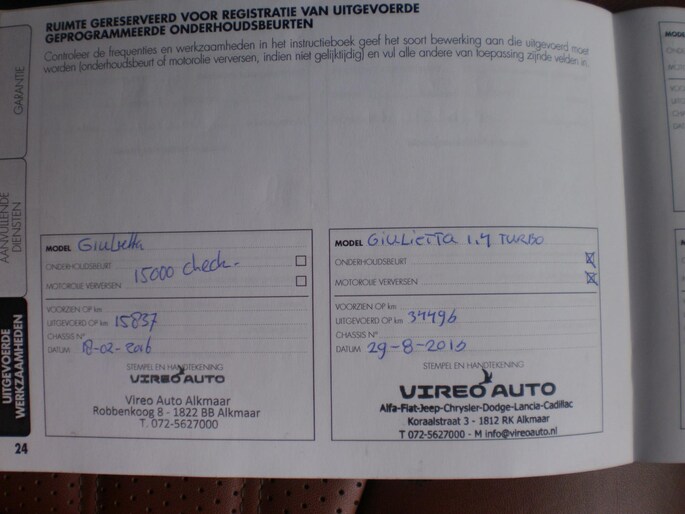 RUIMTE GERESERVEERD VOOR REGISTRATIE VAN UITGEVOERDE
GEPROGRAMMEERDE ONDERHOUDSBEURTEN
Controleer de frequenties en werkzaamheden in het instructieboek geef het soort bewerking aan die uitgevoerd moet
worden (onderhoudsbeurt of motorolie verversen, indien niet gelijktijdig) en vul alle andere van toepassing zijnde velden in.
GARANTIE
AANVULLENDE
DIENSTEN
UITGEVOERDE
WERKZAAMHEDEN
MODEL Giulietta
ONDERHOUDSBEURT
15000 check.
MOTOROLIE VERVERSEN
VOORZIEN OP km
UITGEVOERD OP km 15837
CHASSIS N°
DATUM 18-02-2016
STEMPEL EN HANDTEKENING
VIREO AUTO
Vireo Auto Alkmaar
Robbenkoog 8 - 1822 BB Alkmaar
T. 072-5627000
24
MODEL GIULIETTA 1.4 TURBO
ONDERHOUDSBEURT
MOTOROLIE VERVERSEN
VOORZIEN OP km
UITGEVOERD OP km 34496
CHASSIS N°
DATUM 29-8-201
STEMPEL EN HANDTEKENING
VIREO AUTO
Alfa-Fiat-Jeep-Chrysler-Dodge-Lancia-Cadillac
Koraalstraat 3 - 1812 RK Alkmaar
T 072-5627000 - M info@vireoauto.nl